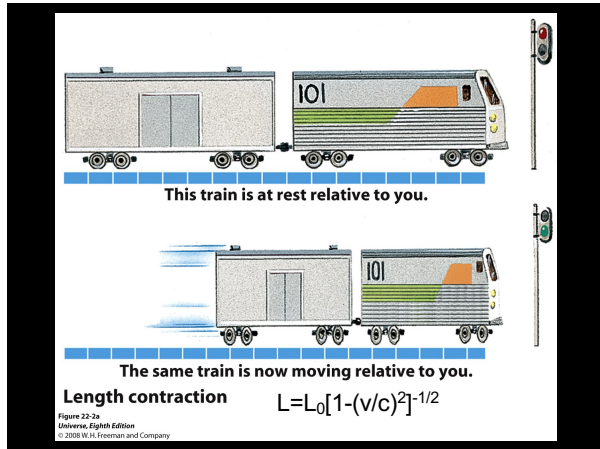 101
This train is at rest relative to you.
101
The same train is now moving relative to you.
Length contraction
L=L₀[1-(v/c)²]⁻¹/²
Figure 22-2a
Universe, Eighth Edition
© 2008 W. H. Freeman and Company